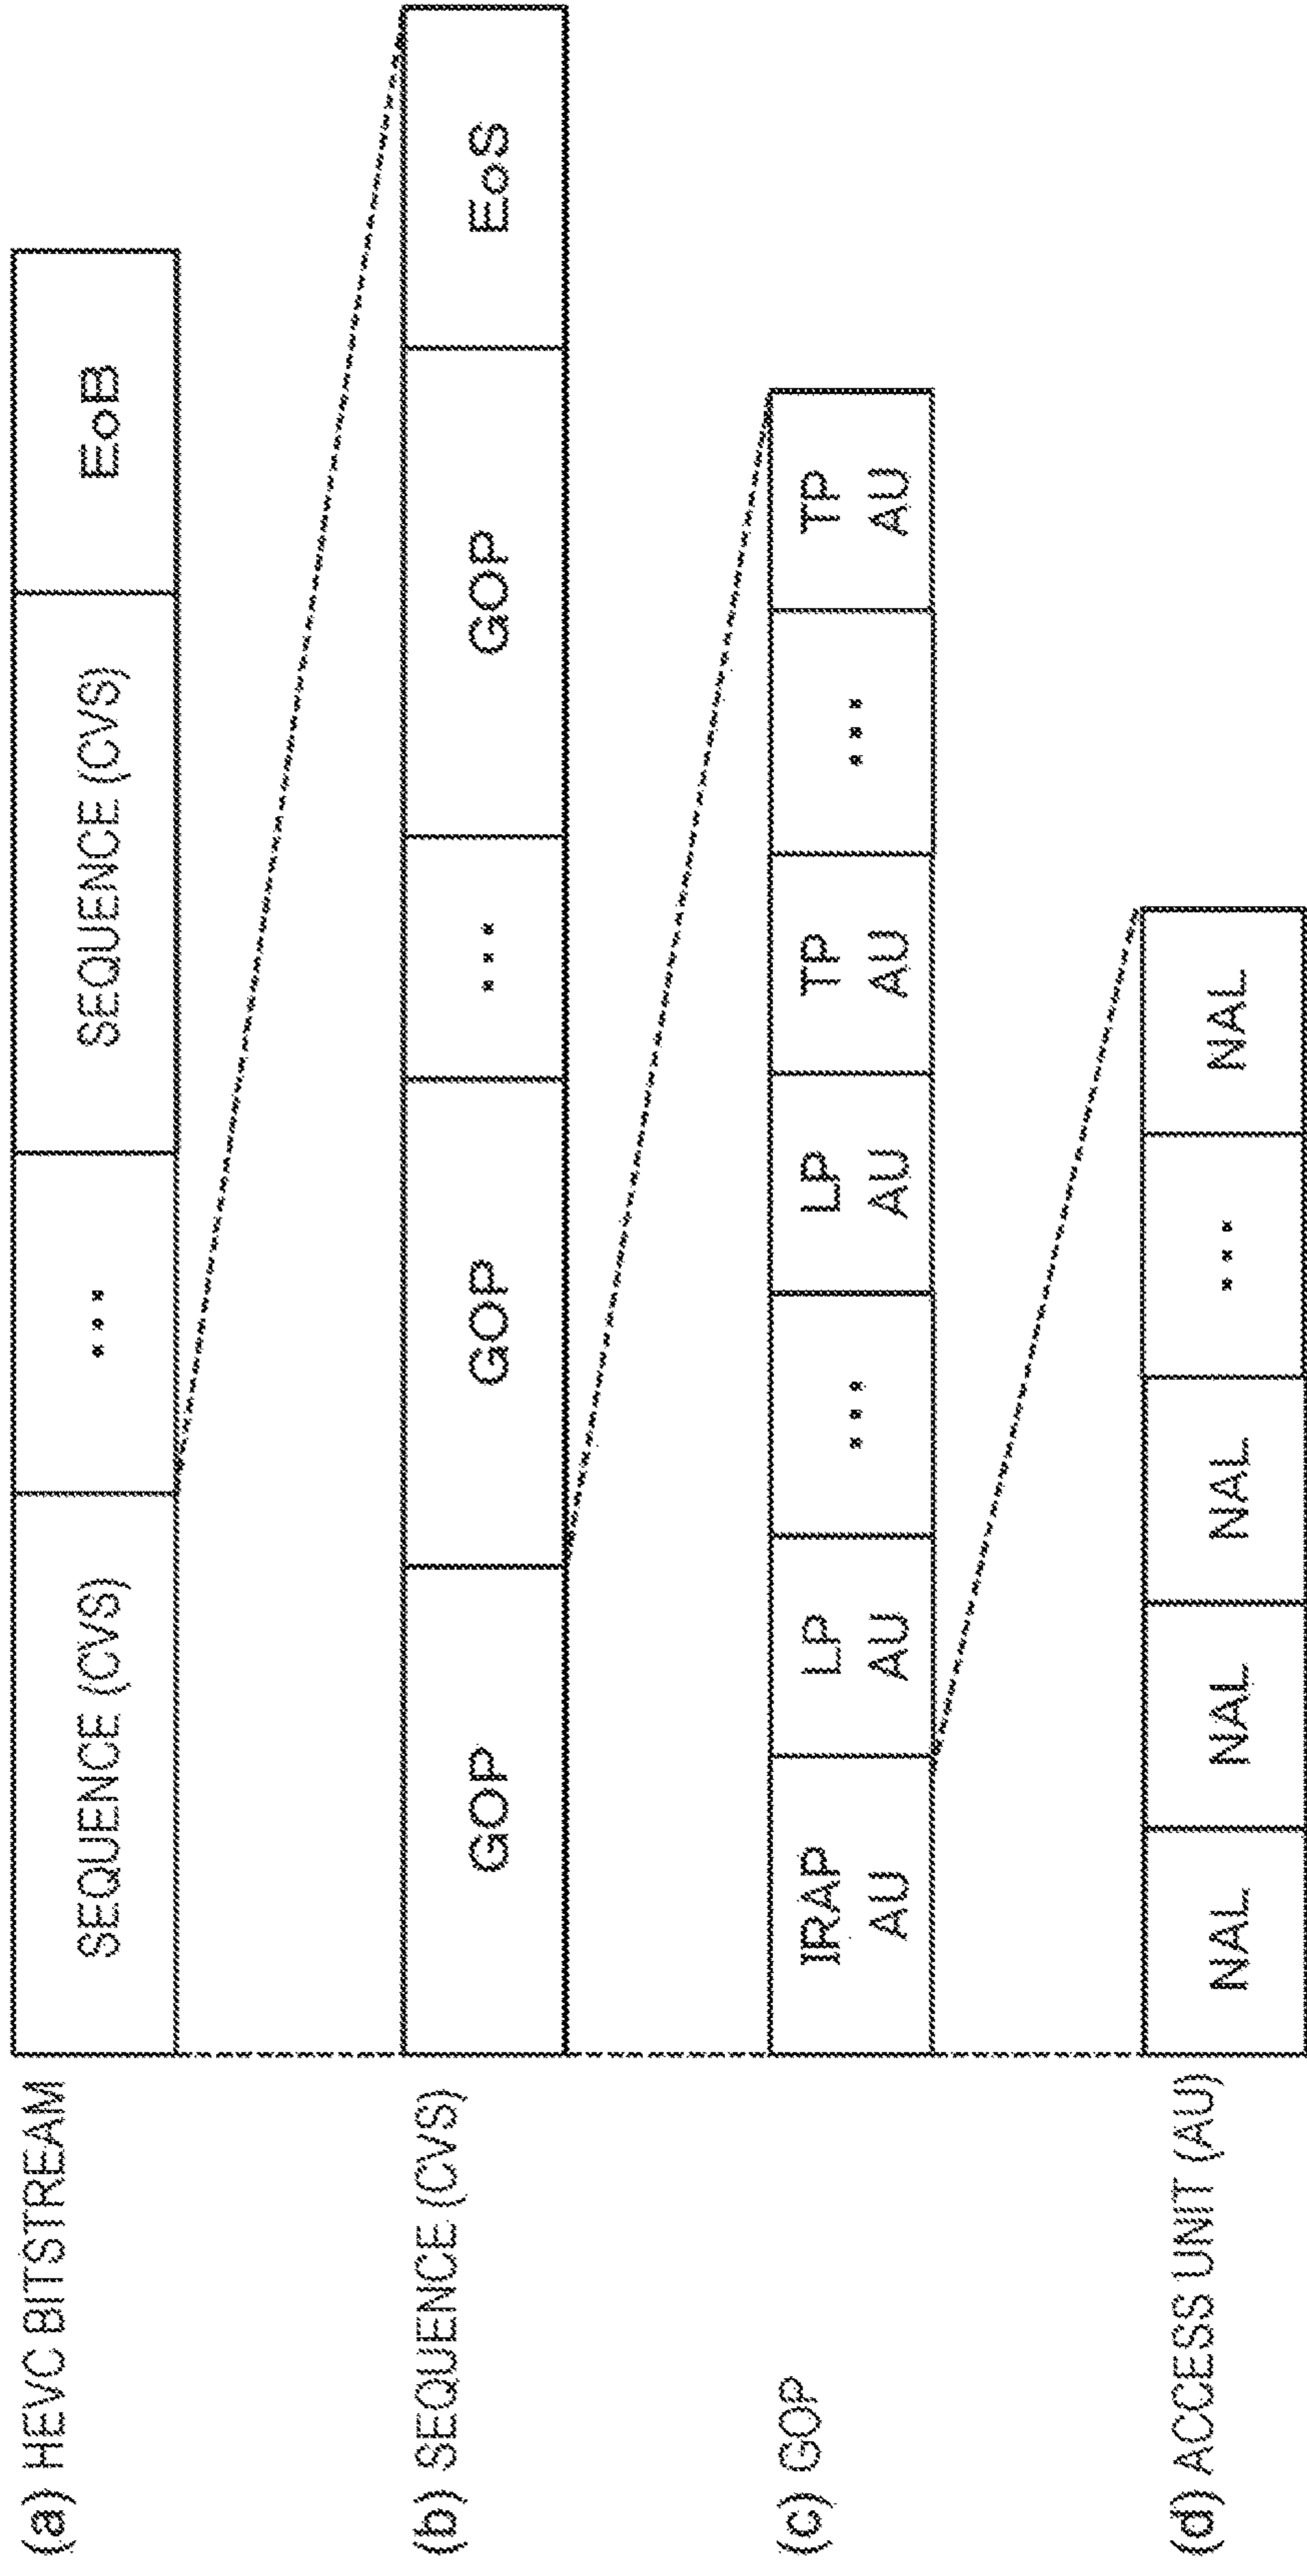 (a) HEVC BITSTREAM
SEQUENCE (CVS)
...
SEQUENCE (CVS)
EoB
(b) SEQUENCE (CVS)
GOP
GOP
...
GOP
EoS
(c) GOP
IRAP
AU
LP
AU
...
LP
AU
TP
AU
...
TP
AU
(d) ACCESS UNIT (AU)
NAL
NAL
NAL
...
NAL